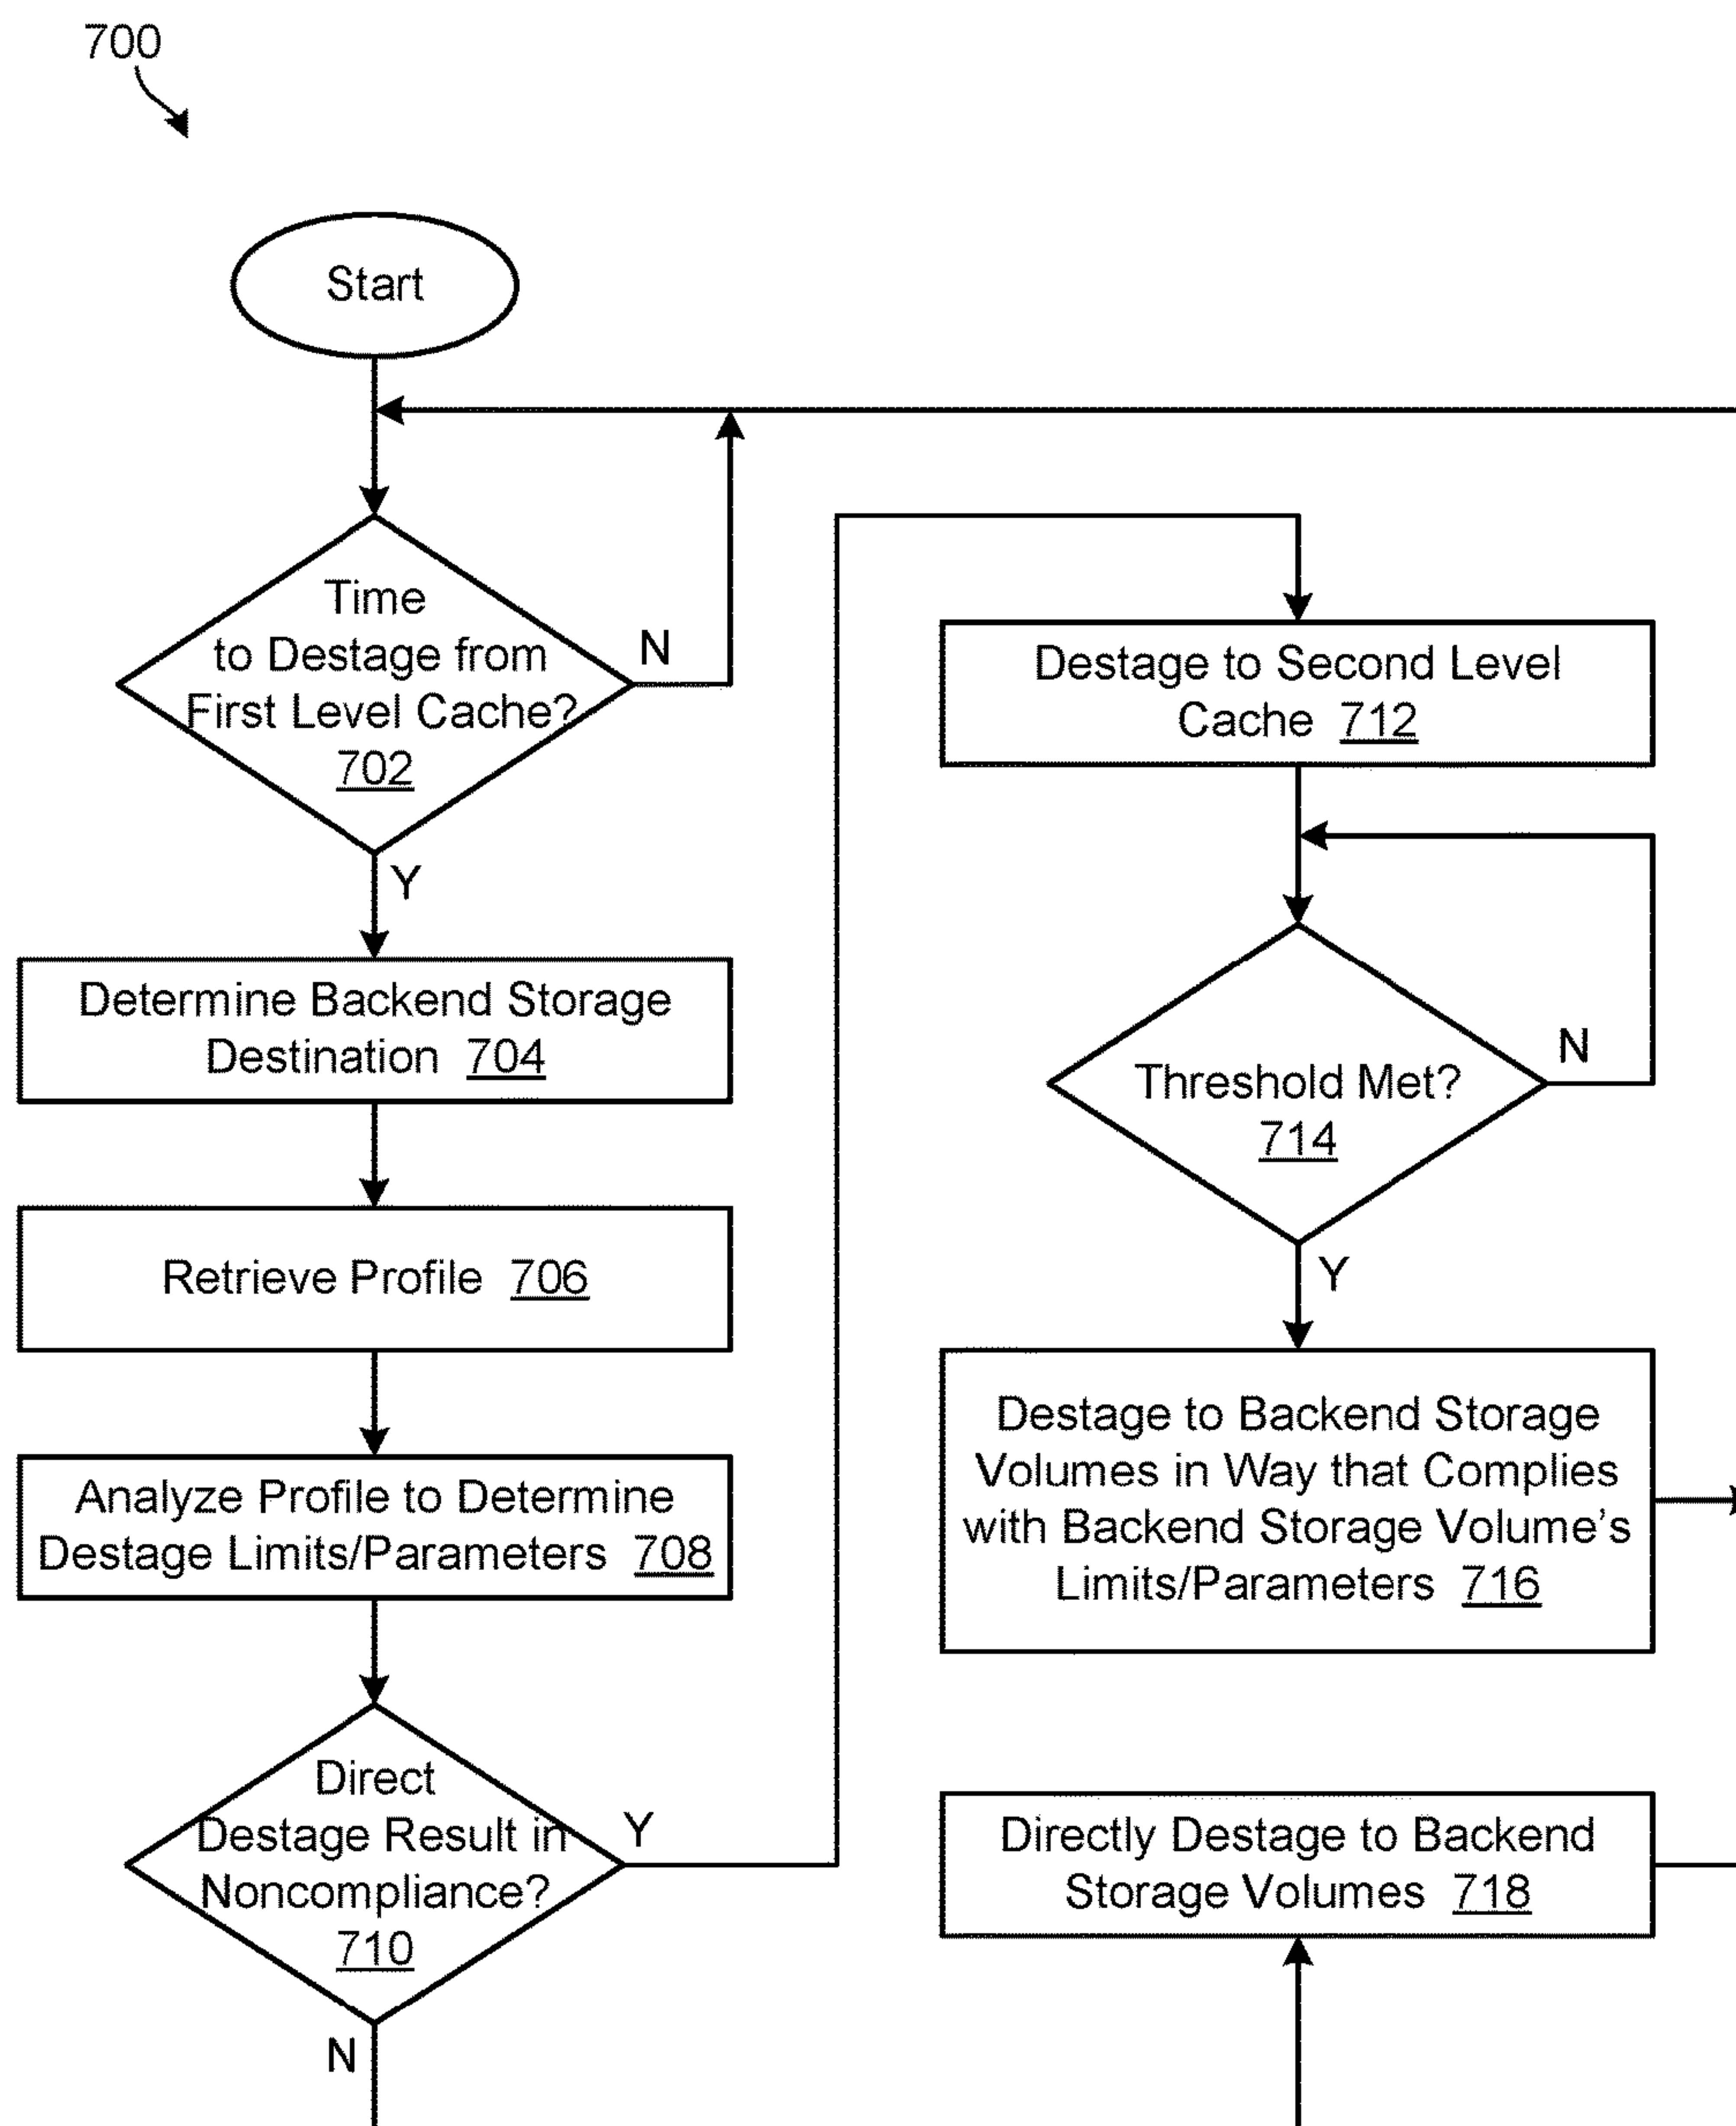 700
Start
Time
to Destage from
First Level Cache?
702
N
Y
Determine Backend Storage
Destination 704
Retrieve Profile 706
Analyze Profile to Determine
Destage Limits/Parameters 708
Direct
Destage Result in
Noncompliance?
710
Y
N
Destage to Second Level
Cache 712
Threshold Met?
714
N
Y
Destage to Backend Storage
Volumes in Way that Complies
with Backend Storage Volume's
Limits/Parameters 716
Directly Destage to Backend
Storage Volumes 718